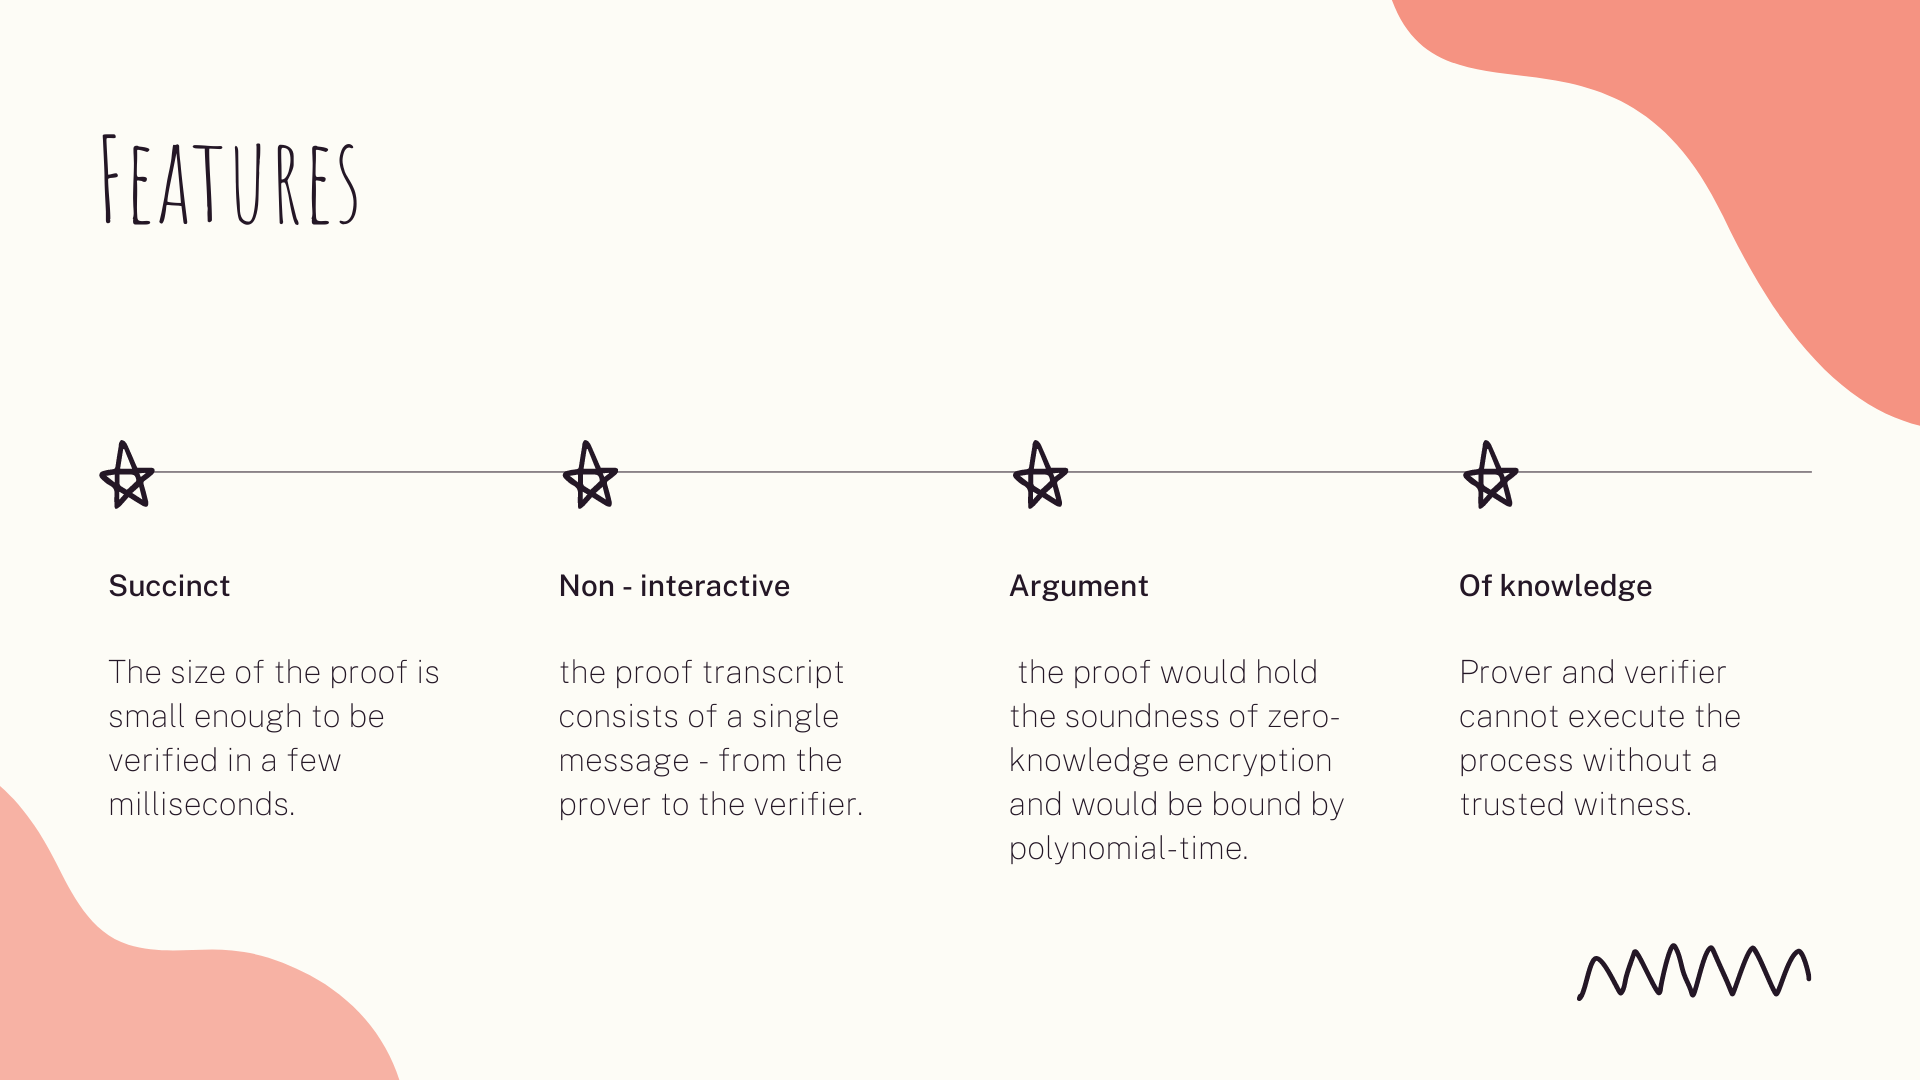 Features
Succinct
The size of the proof is
small enough to be
verified in a few
milliseconds.
Non - interactive
the proof transcript
consists of a single
message - from the
prover to the verifier.
Argument
the proof would hold
the soundness of zero-
knowledge encryption
and would be bound by
polynomial-time.
Of knowledge
Prover and verifier
cannot execute the
process without a
trusted witness.